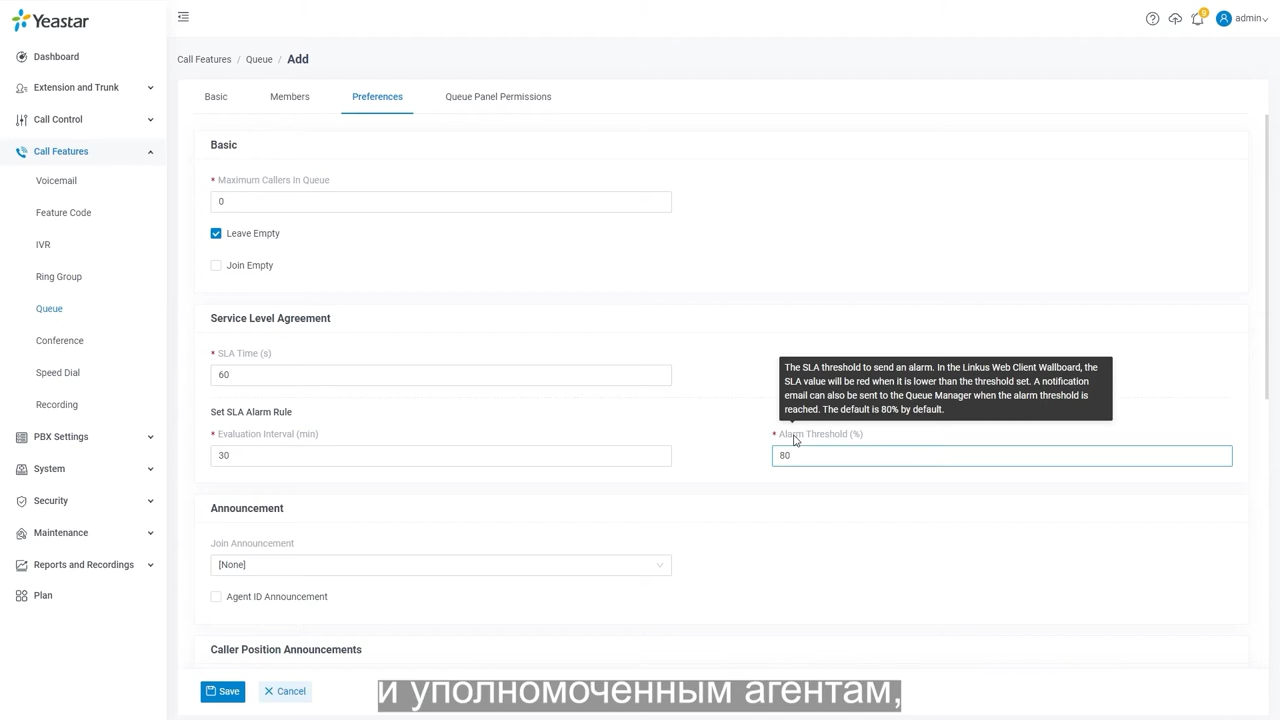 Yeastar
8
admin
Dashboard
Extension and Trunk
Call Control
Call Features
Voicemail
Feature Code
IVR
Ring Group
Queue
Conference
Speed Dial
Recording
PBX Settings
System
Security
Maintenance
Reports and Recordings
Plan
Call Features / Queue / Add
Basic Members Preferences Queue Panel Permissions
Basic
* Maximum Callers In Queue
0
Leave Empty
Join Empty
Service Level Agreement
* SLA Time (s)
60
The SLA threshold to send an alarm. In the Linkus Web Client Wallboard, the
SLA value will be red when it is lower than the threshold set. A notification
email can also be sent to the Queue Manager when the alarm threshold is
reached. The default is 80% by default.
Set SLA Alarm Rule
* Evaluation Interval (min) * Alarm Threshold (%)
30 80
Announcement
Join Announcement
[None]
Agent ID Announcement
Caller Position Announcements
Save Cancel
и уполномоченным агентам,